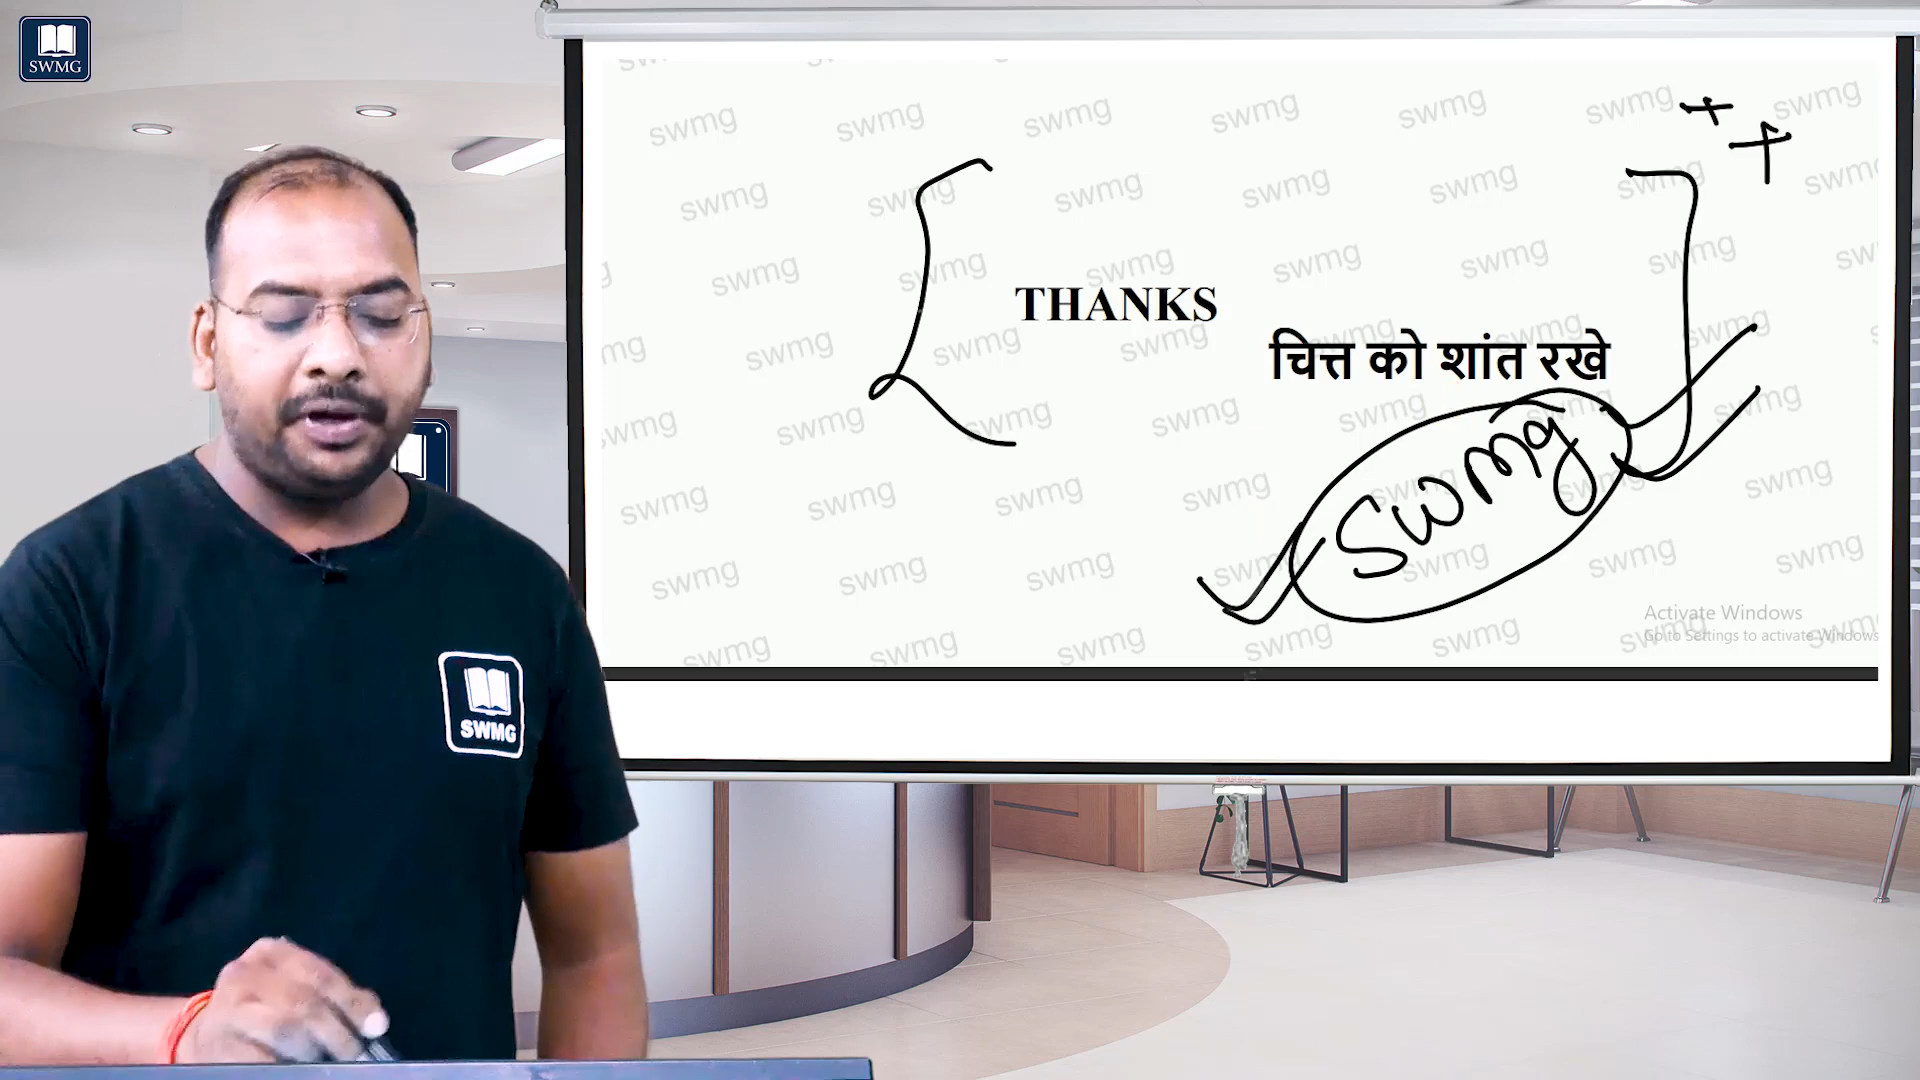 SWMG
THANKS
चित्त को शांत रखे
swmg
SWMG
Activate Windows
Go to Settings to activate Windows